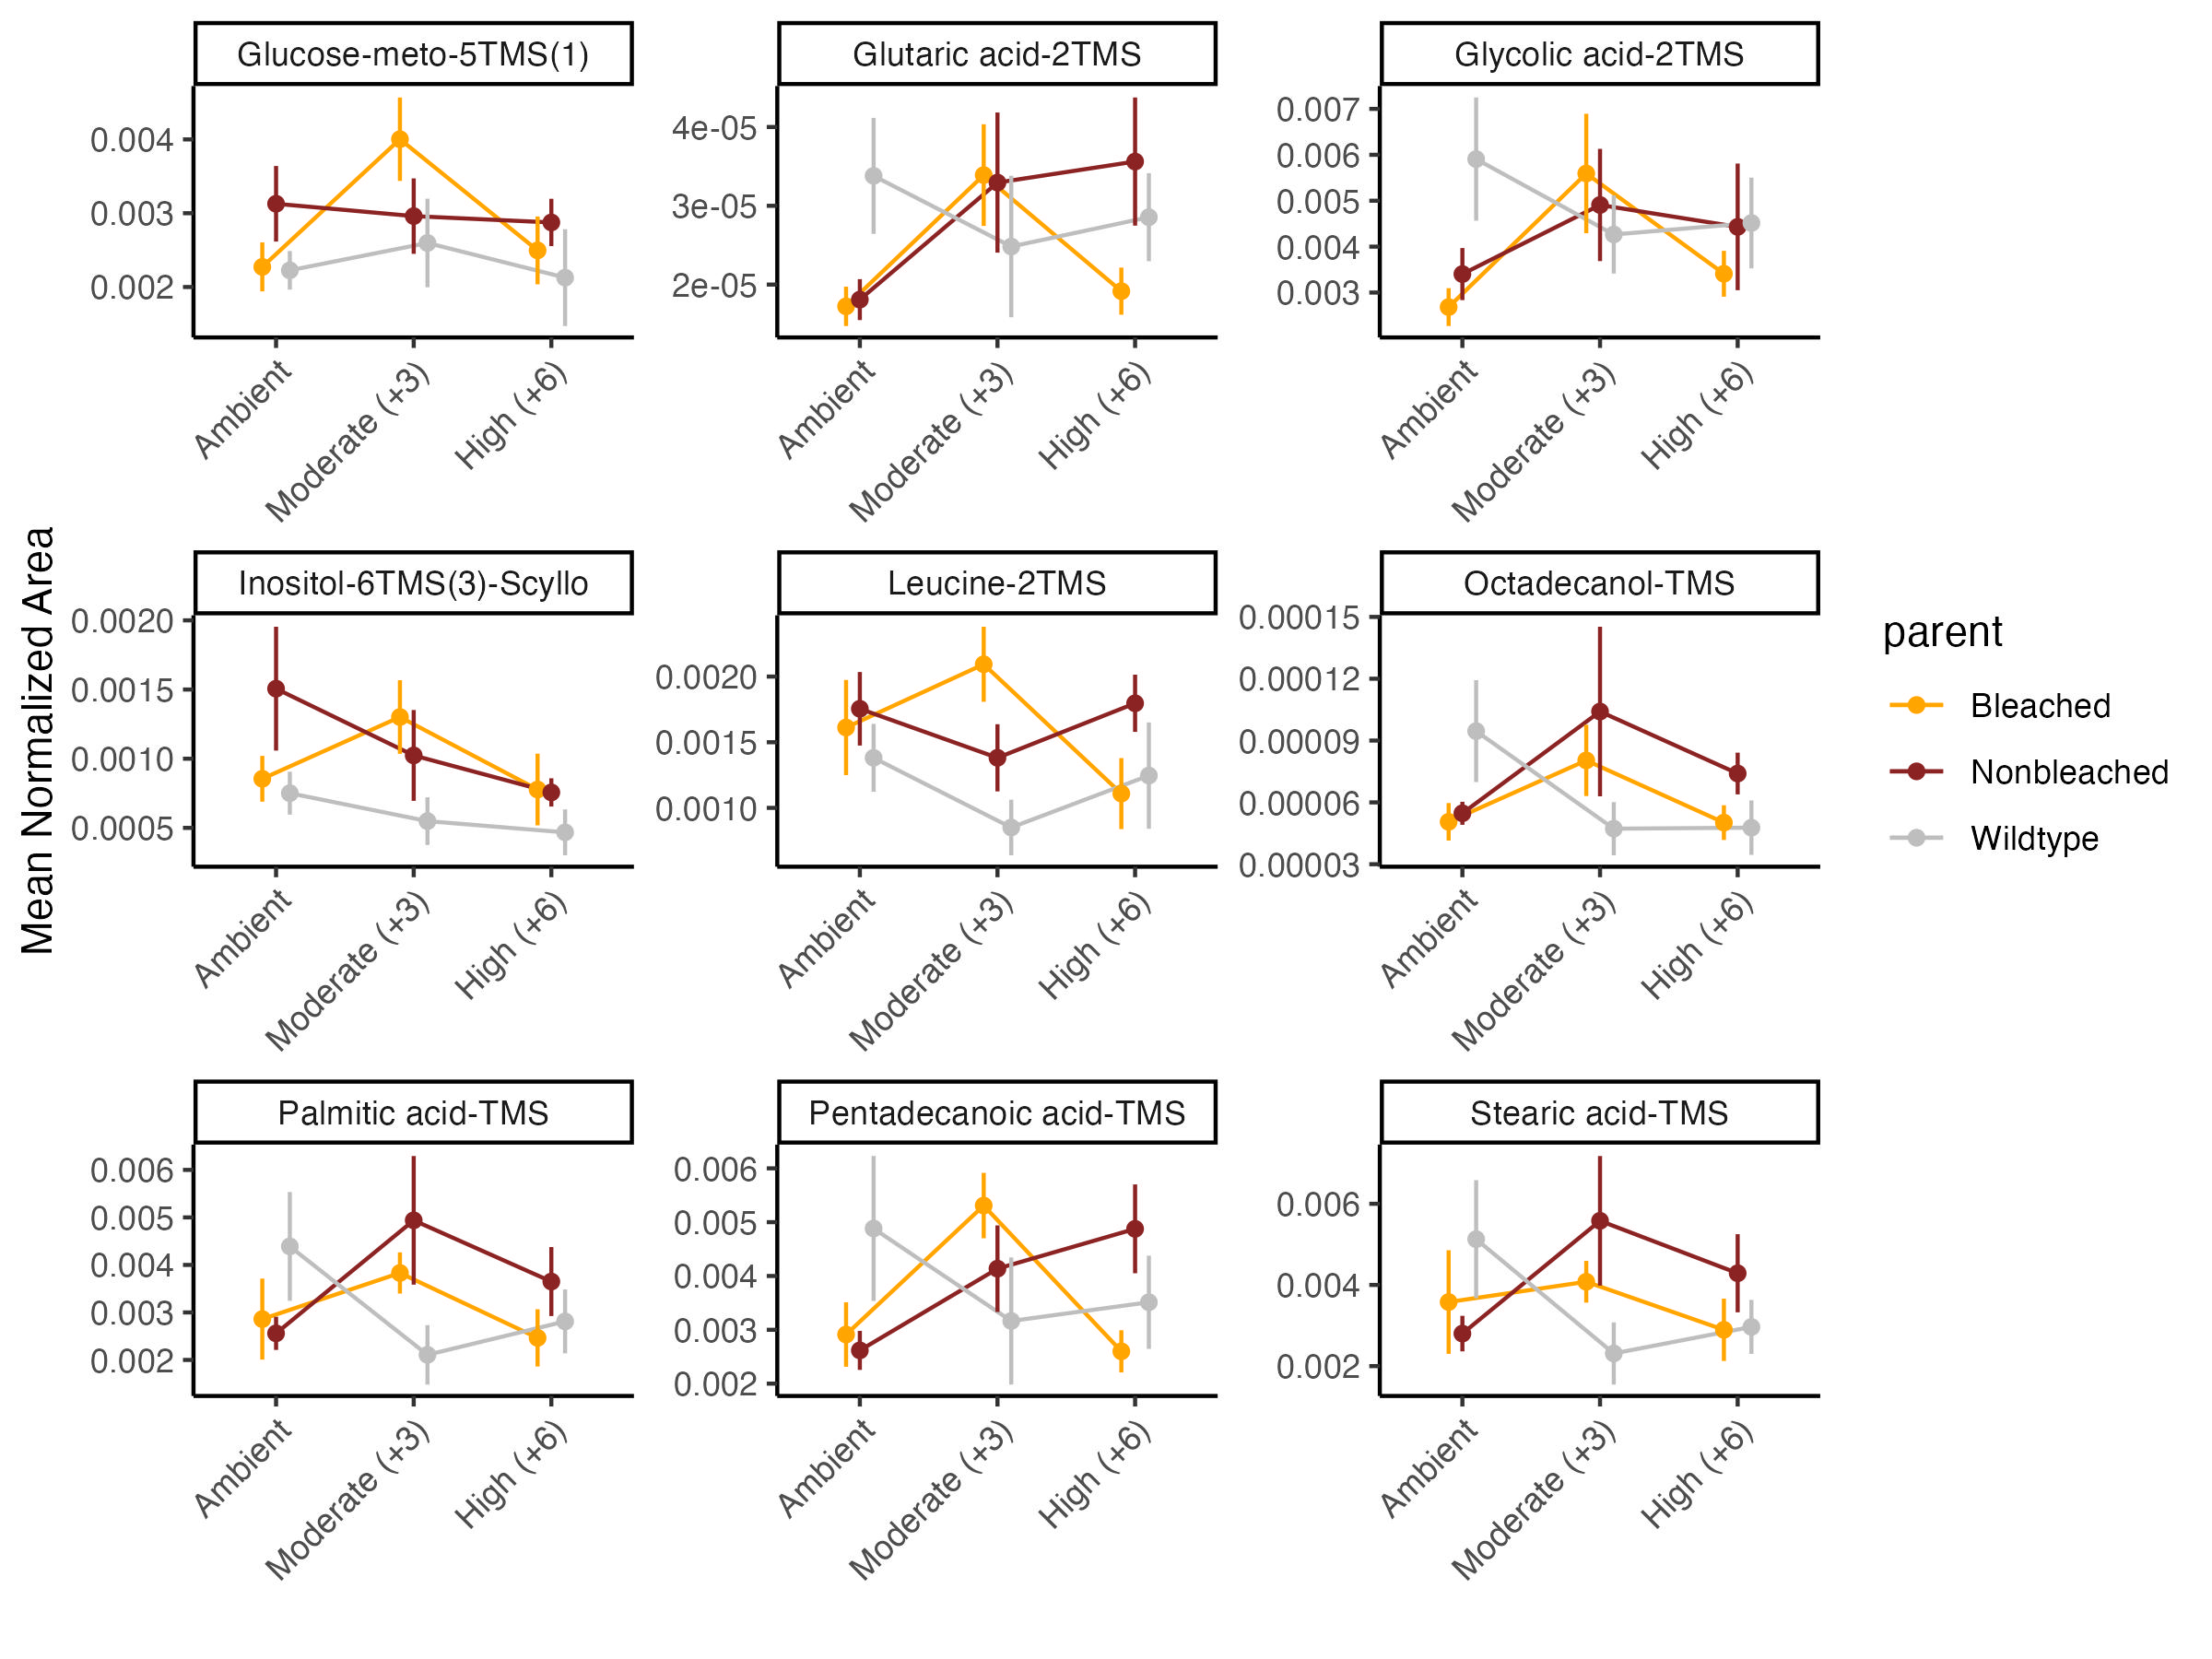 Glucose-meto-5TMS(1)
Glutaric acid-2TMS
Glycolic acid-2TMS
0.004
0.003
0.002
4e-05
3e-05
2e-05
0.007
0.006
0.005
0.004
0.003
Ambient
Moderate (+3)
High (+6)
Ambient
Moderate (+3)
High (+6)
Ambient
Moderate (+3)
High (+6)
Mean Normalized Area
Inositol-6TMS(3)-Scyllo
Leucine-2TMS
Octadecanol-TMS
0.0020
0.0015
0.0010
0.0005
0.0020
0.0015
0.0010
0.00015
0.00012
0.00009
0.00006
0.00003
Ambient
Moderate (+3)
High (+6)
Ambient
Moderate (+3)
High (+6)
Ambient
Moderate (+3)
High (+6)
parent
Bleached
Nonbleached
Wildtype
Palmitic acid-TMS
Pentadecanoic acid-TMS
Stearic acid-TMS
0.006
0.005
0.004
0.003
0.002
0.006
0.005
0.004
0.003
0.002
0.006
0.004
0.002
Ambient
Moderate (+3)
High (+6)
Ambient
Moderate (+3)
High (+6)
Ambient
Moderate (+3)
High (+6)